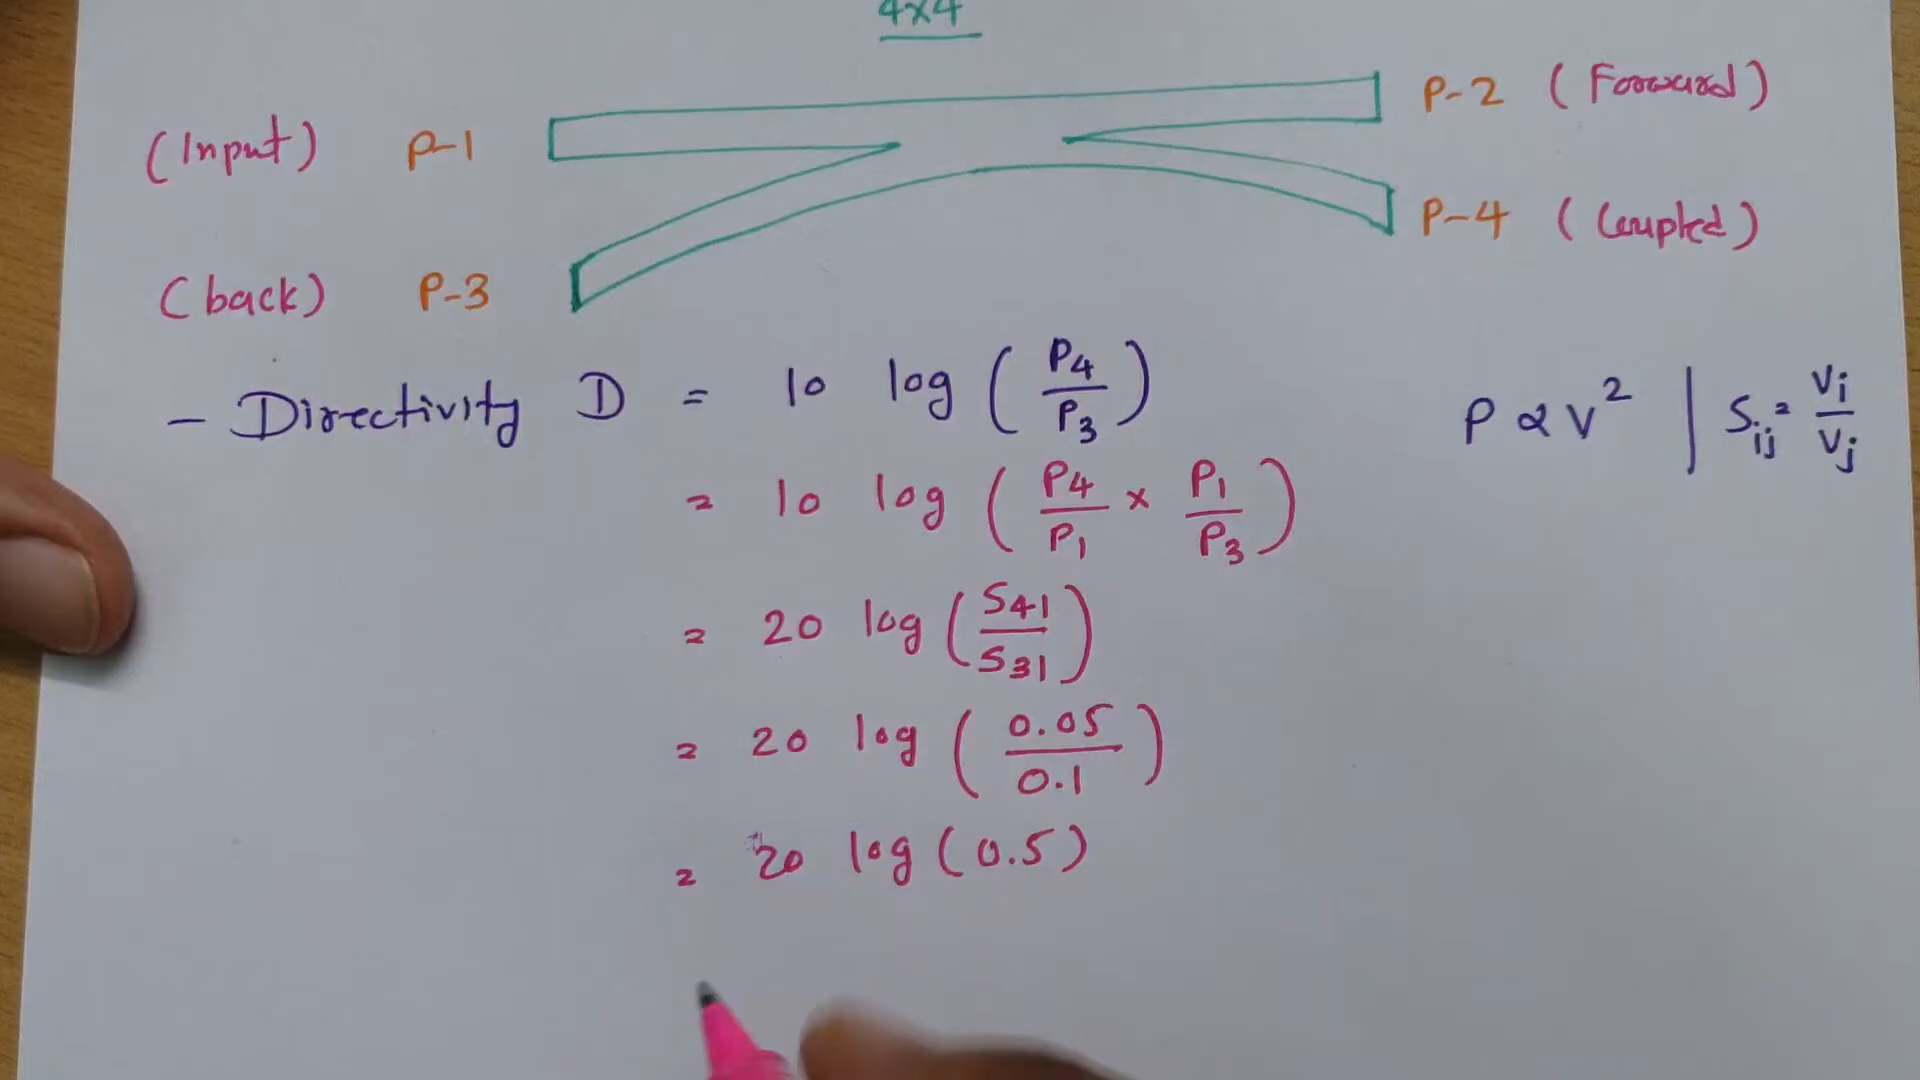 4x4
P-2 (Forward)
(Input) P-1
P-4 (Coupled)
(back) P-3
- Directivity D = 10 log (P4/P3)
P ∝ V² | Sij = Vi/Vj
= 10 log (P4/P1 × P1/P3)
= 20 log (S41/S31)
= 20 log (0.05/0.1)
= 20 log (0.5)